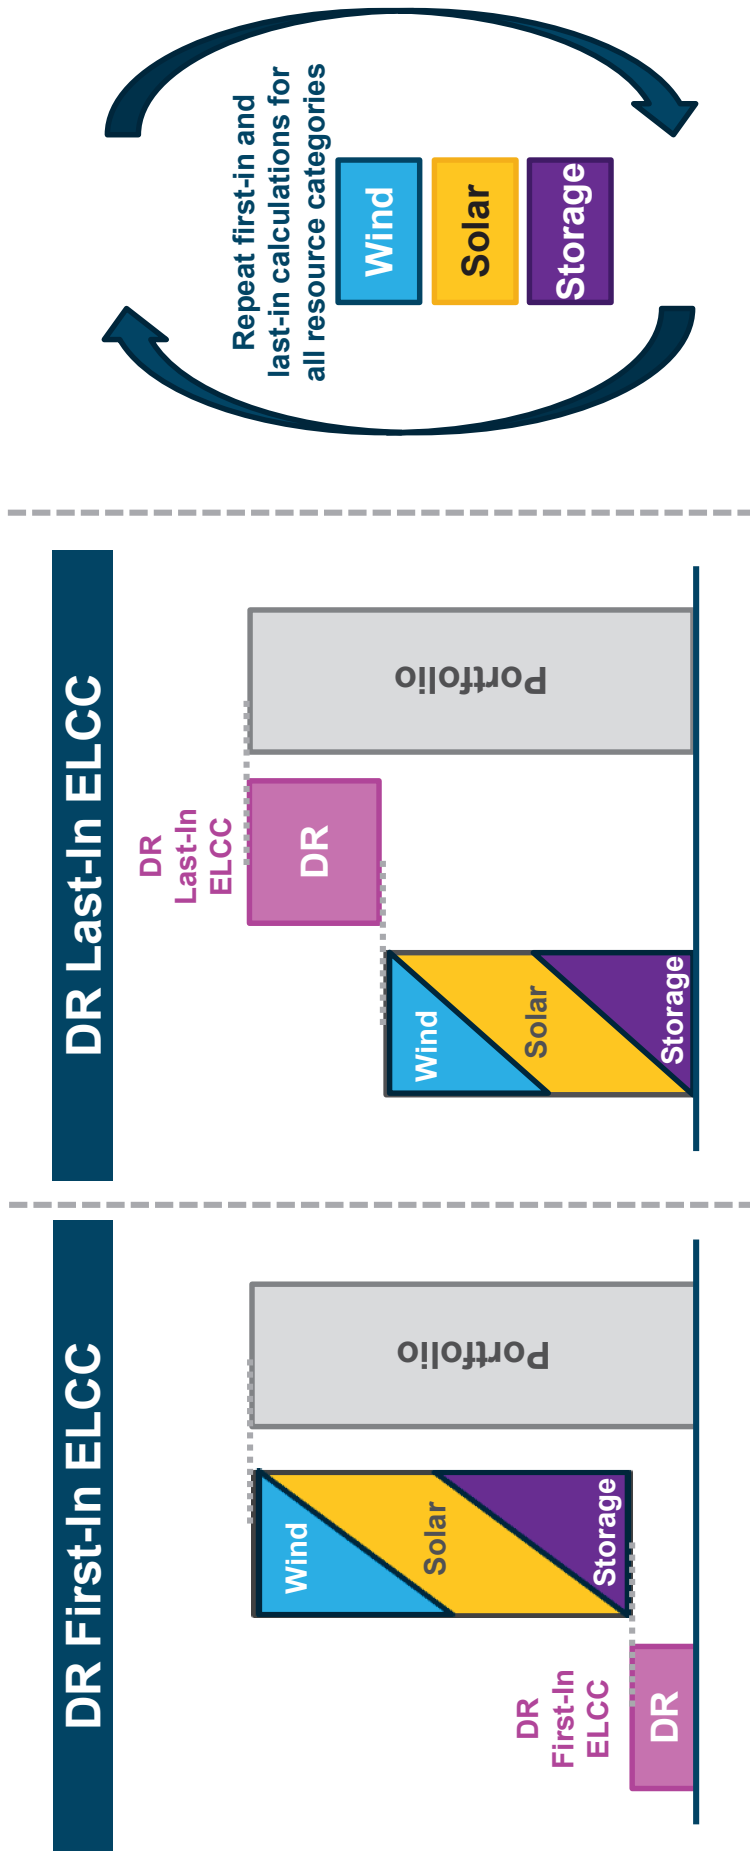 DR First-In ELCC
DR
First-In
ELCC
DR
Wind
Solar
Storage
Portfolio
DR Last-In ELCC
Wind
Solar
Storage
DR
Last-In
ELCC
DR
Portfolio
Repeat first-in and
last-in calculations for
all resource categories
Wind
Solar
Storage